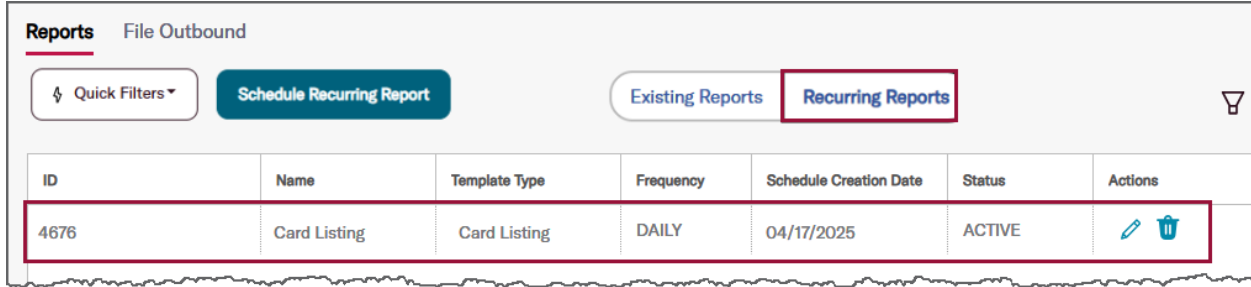 Reports File Outbound
Quick Filters Schedule Recurring Report Existing Reports Recurring Reports
ID Name Template Type Frequency Schedule Creation Date Status Actions
4676 Card Listing Card Listing DAILY 04/17/2025 ACTIVE